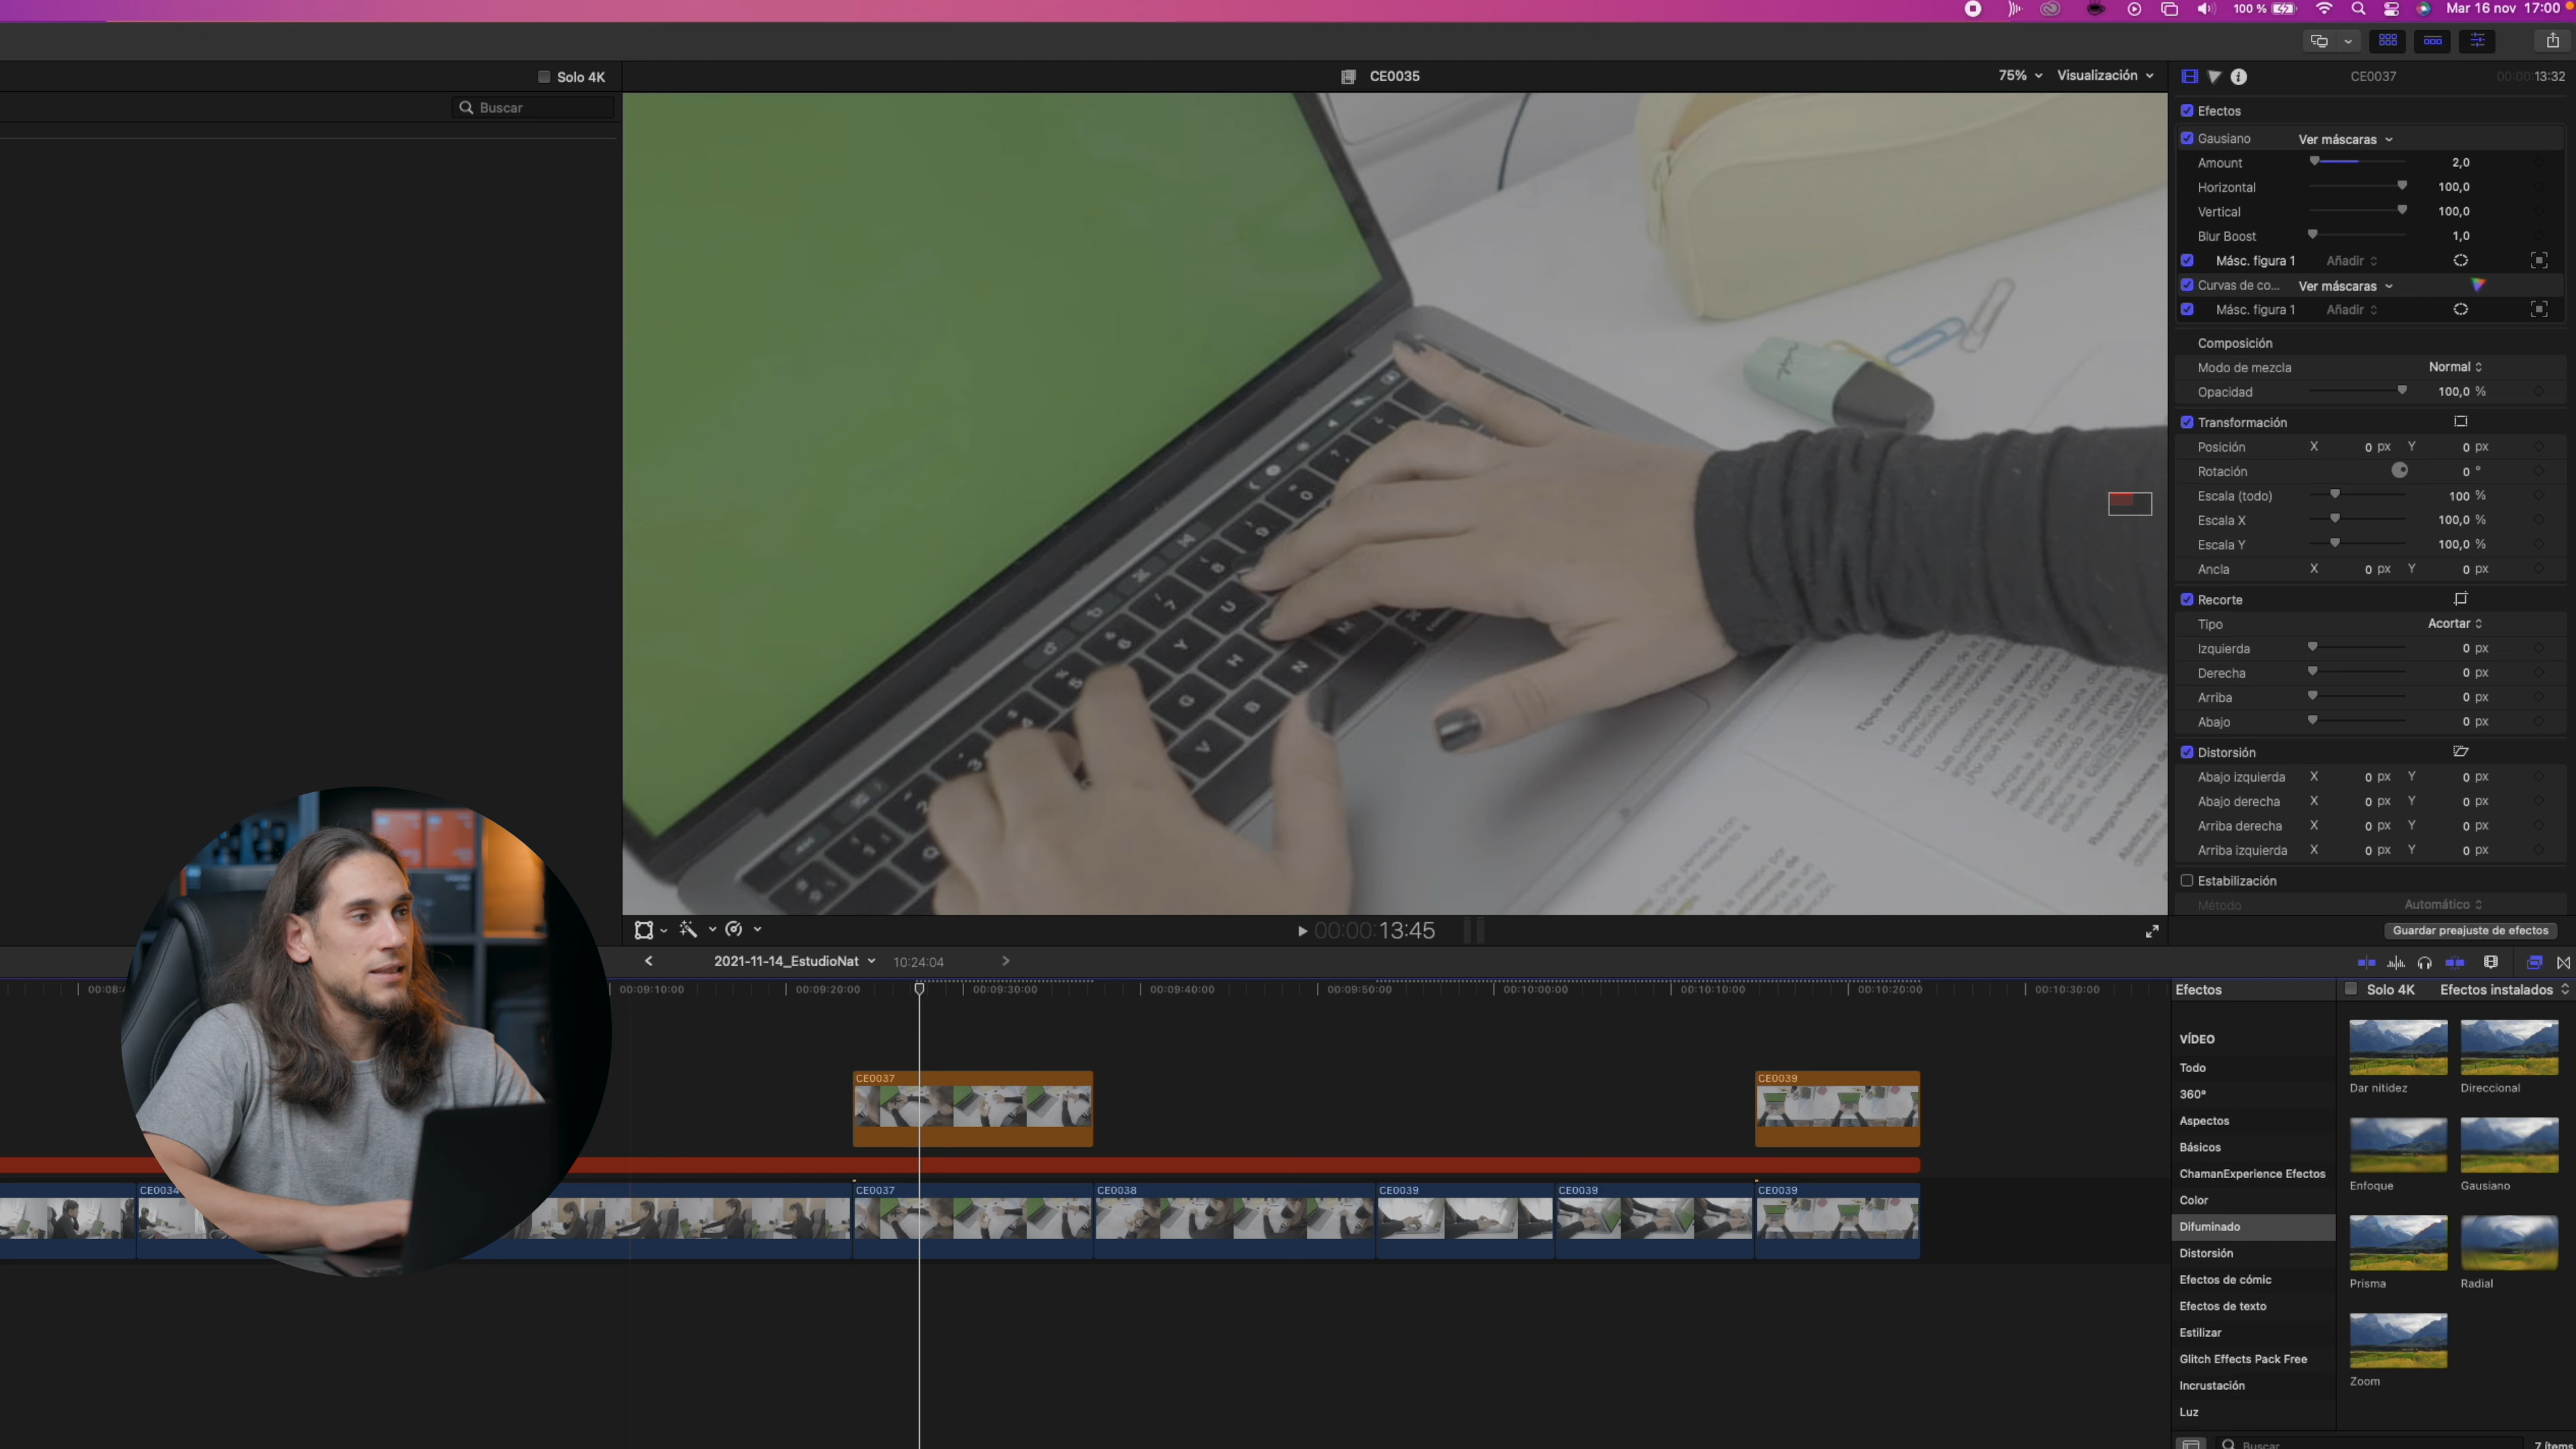 100 %
Mar 16 nov 17:00
Solo 4K
CE0035
75%
Visualización
CE0037
00:00:13:32
Buscar
Efectos
Gausiano
Ver máscaras
Amount
2,0
Horizontal
100,0
Vertical
100,0
Blur Boost
1,0
Másc. figura 1
Añadir
Curvas de co...
Ver máscaras
Másc. figura 1
Añadir
Composición
Modo de mezcla
Normal
Opacidad
100,0 %
Transformación
Posición
X 0 px Y 0 px
Rotación
0 °
Escala (todo)
100 %
Escala X
100,0 %
Escala Y
100,0 %
Ancla
X 0 px Y 0 px
Recorte
Tipo
Acortar
Izquierda
0 px
Derecha
0 px
Arriba
0 px
Abajo
0 px
Distorsión
Abajo izquierda
X 0 px Y 0 px
Abajo derecha
X 0 px Y 0 px
Arriba derecha
X 0 px Y 0 px
Arriba izquierda
X 0 px Y 0 px
Estabilización
Método
Automático
Guardar preajuste de efectos
Tipos de cuestiones
00:00:13:45
2021-11-14_EstudioNat
10:24:04
00:09:10:00
00:09:20:00
00:09:30:00
00:09:40:00
00:09:50:00
00:10:00:00
00:10:10:00
00:10:20:00
00:10:30:00
CE0037
CE0039
CE0034
CE0037
CE0038
CE0039
CE0039
CE0039
Efectos
Solo 4K
Efectos instalados
VÍDEO
Todo
360°
Aspectos
Básicos
ChamanExperience Efectos
Color
Difuminado
Distorsión
Efectos de cómic
Efectos de texto
Estilizar
Glitch Effects Pack Free
Incrustación
Luz
Dar nitidez
Direccional
Enfoque
Gausiano
Prisma
Radial
Zoom
Buscar